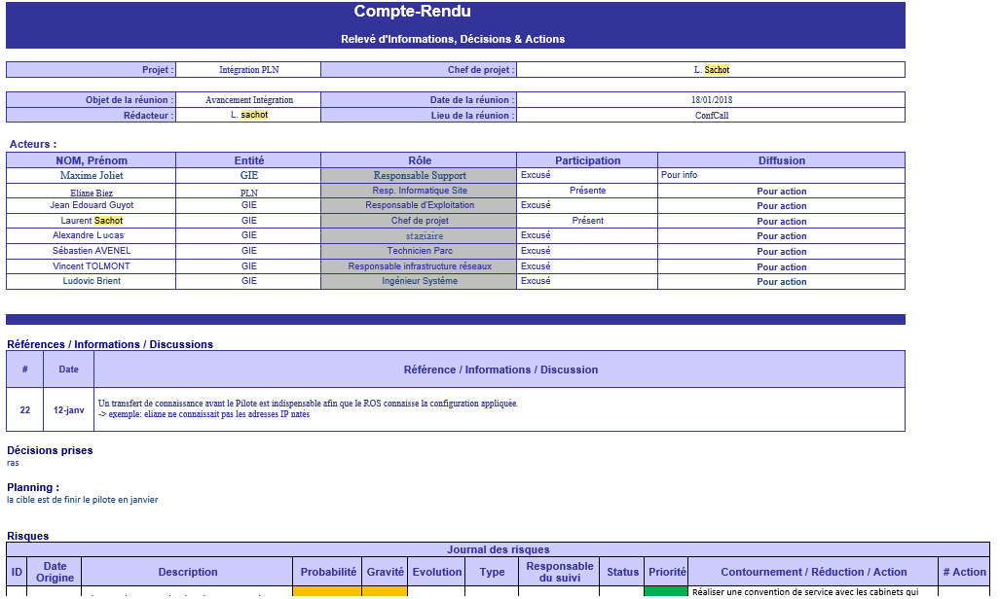 Compte-Rendu
Relevé d'Informations, Décisions & Actions
Projet : Intégration PLN Chef de projet : L. Sachot
Objet de la réunion : Avancement Intégration Date de la réunion : 18/01/2018
Rédacteur : L. sachot Lieu de la réunion : ConfCall
Acteurs :
NOM, Prénom Entité Rôle Participation Diffusion
Maxime Joliet GIE Responsable Support Excusé Pour info
Eliane Biez PLN Resp. Informatique Site Présente Pour action
Jean Edouard Guyot GIE Responsable d'Exploitation Excusé Pour action
Laurent Sachot GIE Chef de projet Présent Pour action
Alexandre Lucas GIE stagiaire Excusé Pour action
Sébastien AVENEL GIE Technicien Parc Excusé Pour action
Vincent TOLMONT GIE Responsable infrastructure réseaux Excusé Pour action
Ludovic Brient GIE Ingénieur Système Excusé Pour action
Références / Informations / Discussions
# Date Référence / Informations / Discussion
22 12-janv Un transfert de connaissance avant le Pilote est indispensable afin que le ROS connaisse la configuration appliquée.
-> exemple: eliane ne connaissait pas les adresses IP natés
Décisions prises
ras
Planning :
la cible est de finir le pilote en janvier
Risques
Journal des risques
ID Date Origine Description Probabilité Gravité Evolution Type Responsable du suivi Status Priorité Contournement / Réduction / Action # Action
Réaliser une convention de service avec les cabinets qui